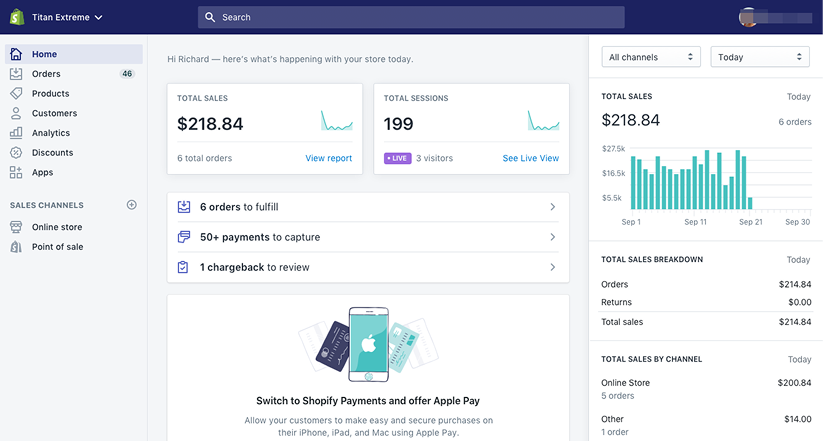 Titan Extreme
Search
Home
Orders 46
Products
Customers
Analytics
Discounts
Apps
SALES CHANNELS
Online store
Point of sale
Hi Richard — here's what's happening with your store today.
TOTAL SALES
$218.84
6 total orders View report
TOTAL SESSIONS
199
LIVE 3 visitors See Live View
6 orders to fulfill
50+ payments to capture
1 chargeback to review
Switch to Shopify Payments and offer Apple Pay
Allow your customers to make easy and secure purchases on
their iPhone, iPad, and Mac using Apple Pay.
All channels Today
TOTAL SALES Today
$218.84 6 orders
$27.5k
$16.5k
$5.5k
Sep 1 Sep 11 Sep 21 Sep 30
TOTAL SALES BREAKDOWN Today
Orders $214.84
Returns $0.00
Total sales $214.84
TOTAL SALES BY CHANNEL Today
Online Store $200.84
5 orders
Other $14.00
1 order